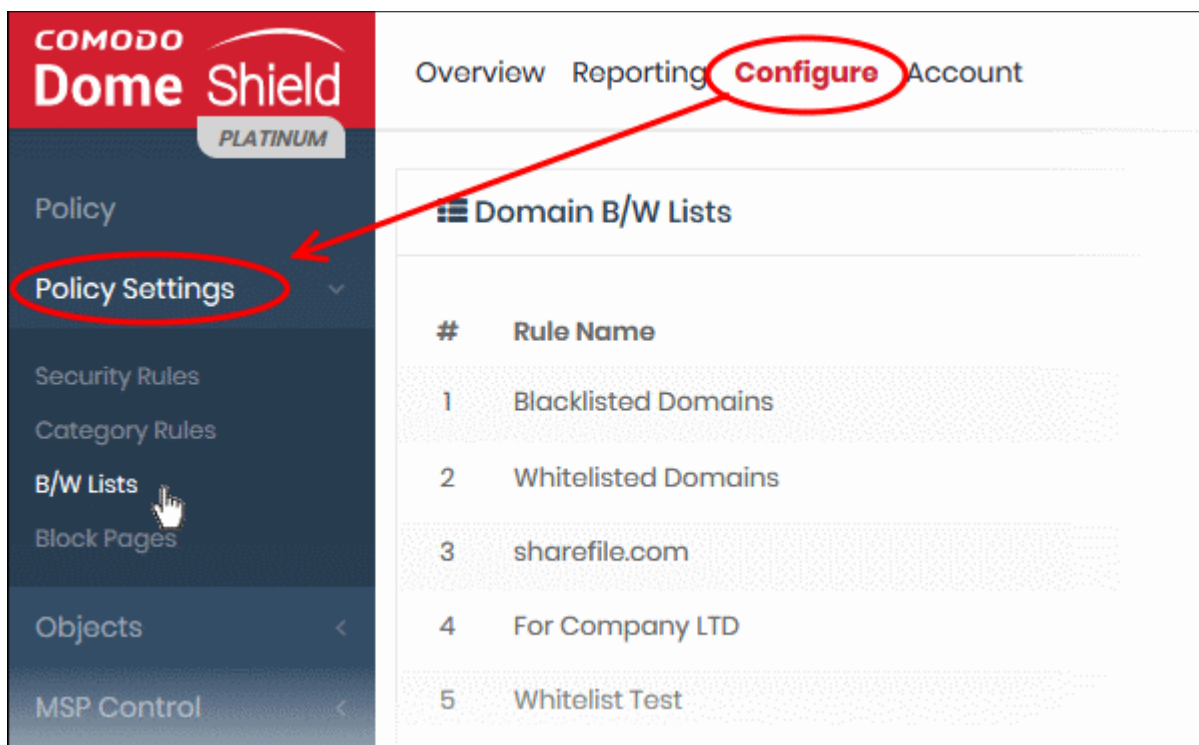 COMODO
Dome Shield
PLATINUM
Overview Reporting Configure Account
Policy
Policy Settings
Security Rules
Category Rules
B/W Lists
Block Pages
Objects
MSP Control
Domain B/W Lists
# Rule Name
1 Blacklisted Domains
2 Whitelisted Domains
3 sharefile.com
4 For Company LTD
5 Whitelist Test